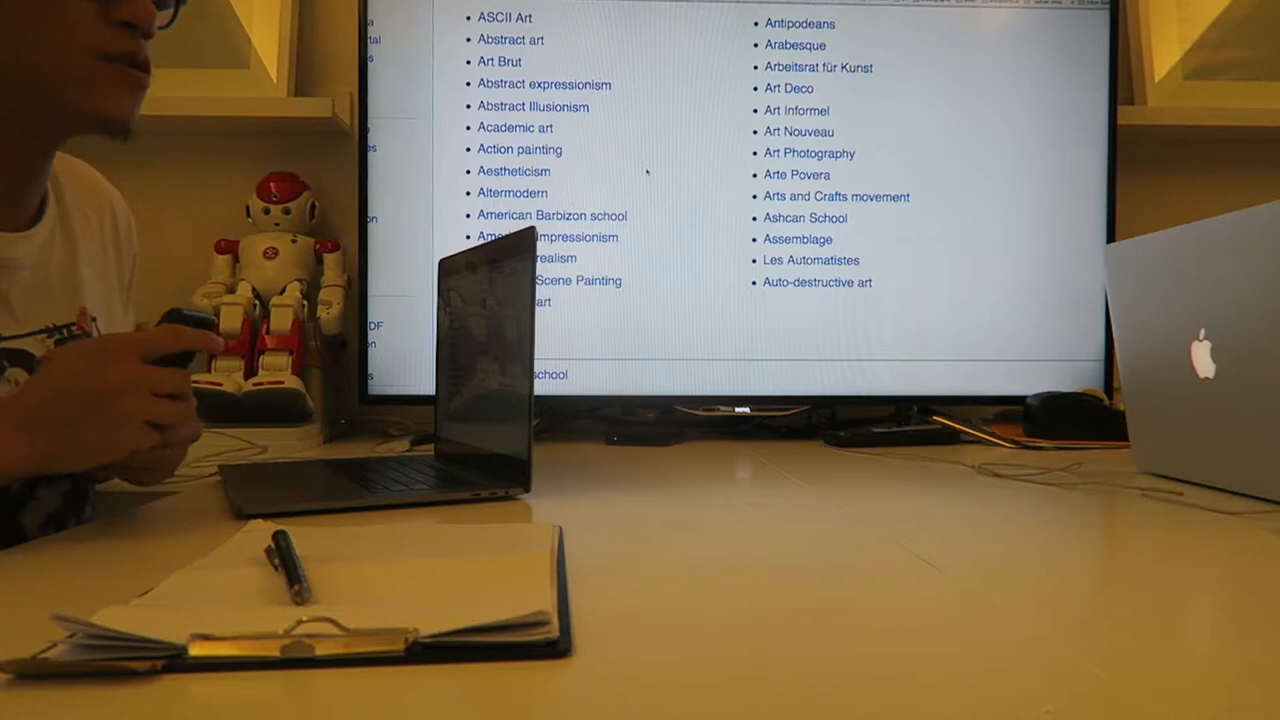 ASCII Art
Abstract art
Art Brut
Abstract expressionism
Abstract Illusionism
Academic art
Action painting
Aestheticism
Altermodern
American Barbizon school
Impressionism
realism
Scene Painting
art
school
Antipodeans
Arabesque
Arbeitsrat für Kunst
Art Deco
Art Informel
Art Nouveau
Art Photography
Arte Povera
Arts and Crafts movement
Ashcan School
Assemblage
Les Automatistes
Auto-destructive art
BenQ